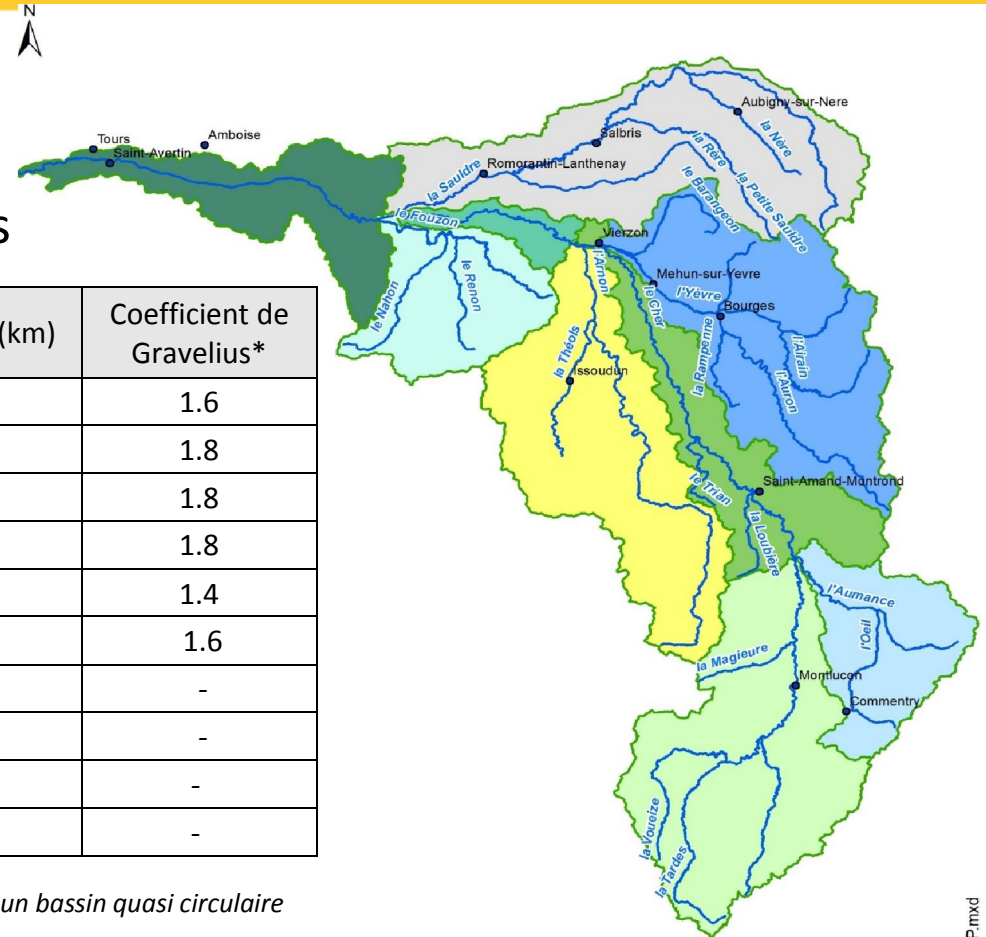 N
s
(km)
Coefficient de
Gravelius*
1.6
1.8
1.8
1.8
1.4
1.6
-
-
-
-
un bassin quasi circulaire
Tours
Saint-Avertin
Amboise
Aubigny-sur-Nere
Salbris
la Nère
la Rère
Romorantin-Lanthenay
la Sauldre
le Barangeon
la Petite Sauldre
le Fouzon
Vierzon
l'Arnon
Mehun-sur-Yevre
le Nahon
le Renon
l'Yèvre
le Cher
Bourges
la Théols
la Rampenne
l'Airain
Issoudun
l'Auron
le Trian
Saint-Amand-Montrond
la Loubière
l'Aumance
l'Oeil
la Magieure
Montlucon
Commentry
la Voueize
la Tardes
P.mxd